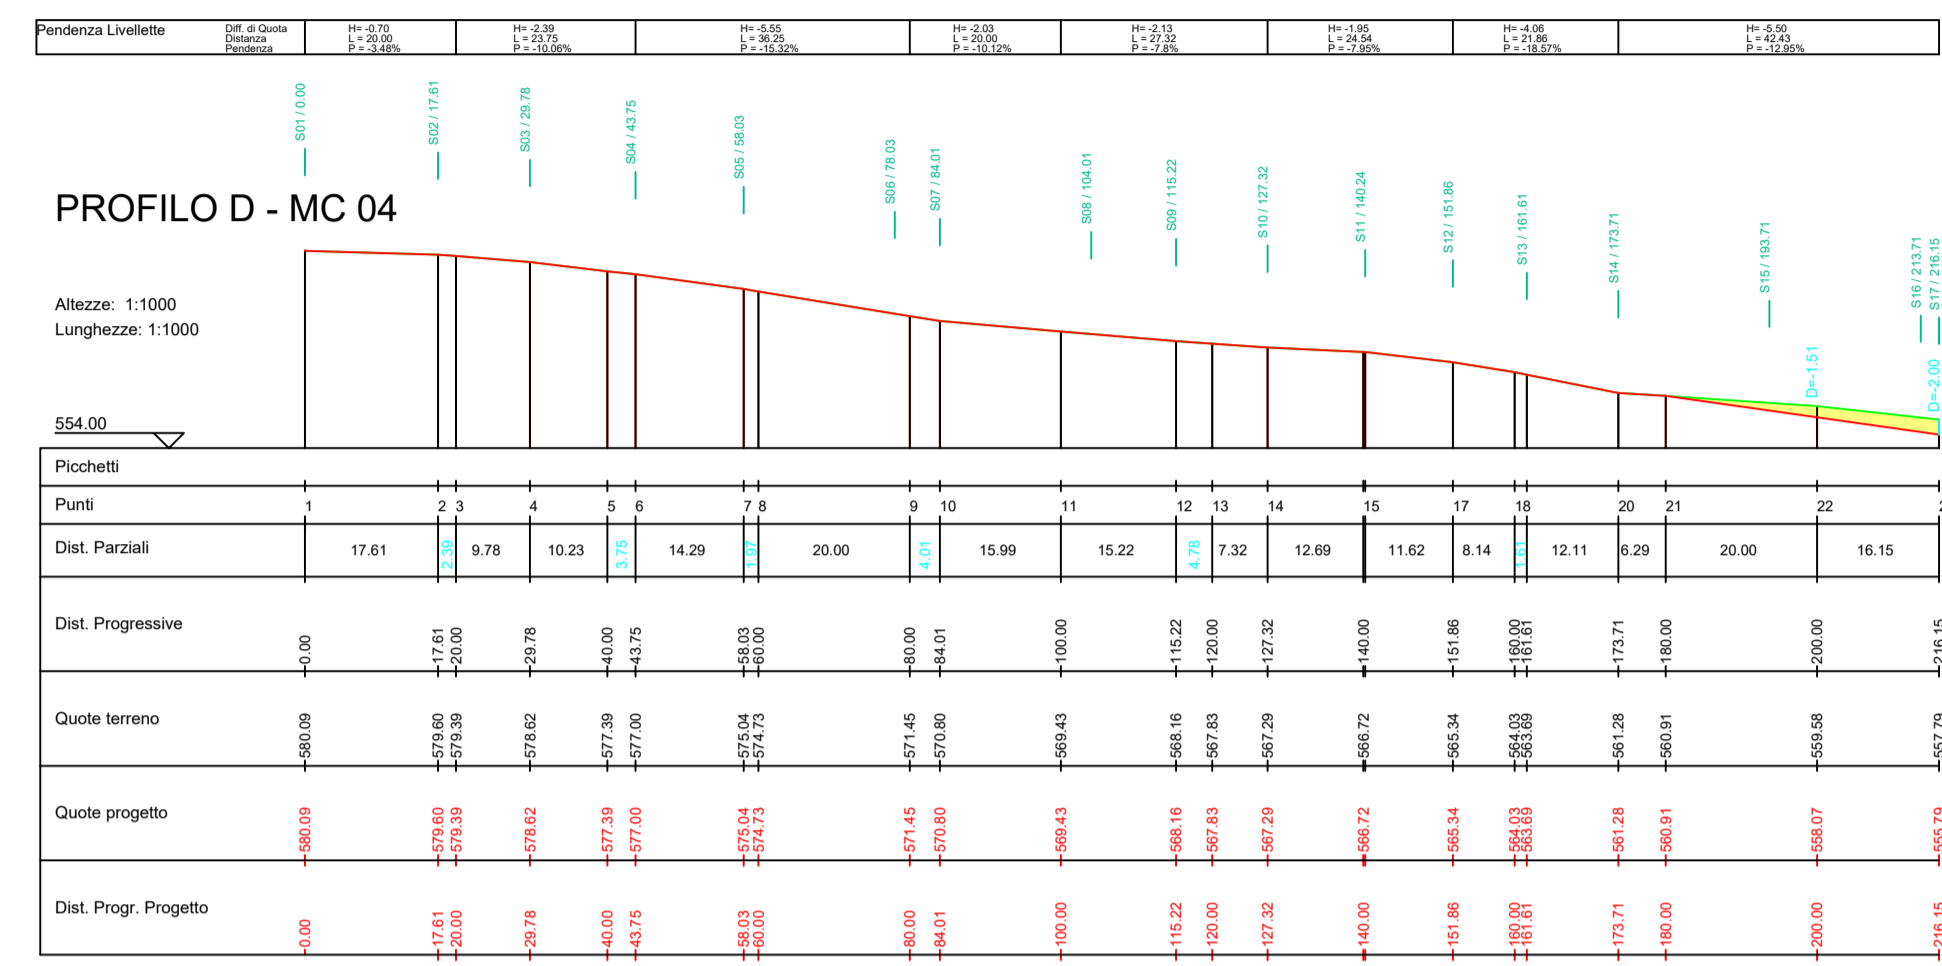 Pendenza Livellette
Diff. di Quota H= -0.70 H= -2.39 H= -5.55 H= -2.03 H= -2.13 H= -1.95 H= -4.06 H= -5.50
Distanza L = 20.00 L = 23.75 L = 36.25 L = 20.00 L = 27.32 L = 24.54 L = 21.86 L = 42.43
Pendenza P = -3.48% P = -10.06% P = -15.32% P = -10.12% P = -7.8% P = -7.95% P = -18.57% P = -12.95%
S01 / 0.00
S02 / 17.61
S03 / 29.78
S04 / 43.75
S05 / 58.03
S06 / 78.03
S07 / 84.01
S08 / 104.01
S09 / 115.22
S10 / 127.32
S11 / 140.24
S12 / 151.86
S13 / 161.61
S14 / 173.71
S15 / 193.71
S16 / 213.71
S17 / 216.15
PROFILO D - MC 04
Altezze: 1:1000
Lunghezze: 1:1000
D=-1.51
D=-2.00
554.00
Picchetti
Punti 1 2 3 4 5 6 7 8 9 10 11 12 13 14 15 17 18 20 21 22
Dist. Parziali 17.61 2.39 9.78 10.23 3.75 14.29 1.97 20.00 4.01 15.99 15.22 4.78 7.32 12.69 11.62 8.14 1.61 12.11 6.29 20.00 16.15
Dist. Progressive 0.00 17.61 20.00 29.78 40.00 43.75 58.03 60.00 80.00 84.01 100.00 115.22 120.00 127.32 140.00 151.86 160.00 161.61 173.71 180.00 200.00 216.15
Quote terreno 580.09 579.60 579.39 578.62 577.39 577.00 575.04 574.73 571.45 570.80 569.43 568.16 567.83 567.29 566.72 565.34 564.03 563.69 561.28 560.91 559.58 557.79
Quote progetto 580.09 579.60 579.39 578.62 577.39 577.00 575.04 574.73 571.45 570.80 569.43 568.16 567.83 567.29 566.72 565.34 564.03 563.69 561.28 560.91 558.07 555.79
Dist. Progr. Progetto 0.00 17.61 20.00 29.78 40.00 43.75 58.03 60.00 80.00 84.01 100.00 115.22 120.00 127.32 140.00 151.86 160.00 161.61 173.71 180.00 200.00 216.15